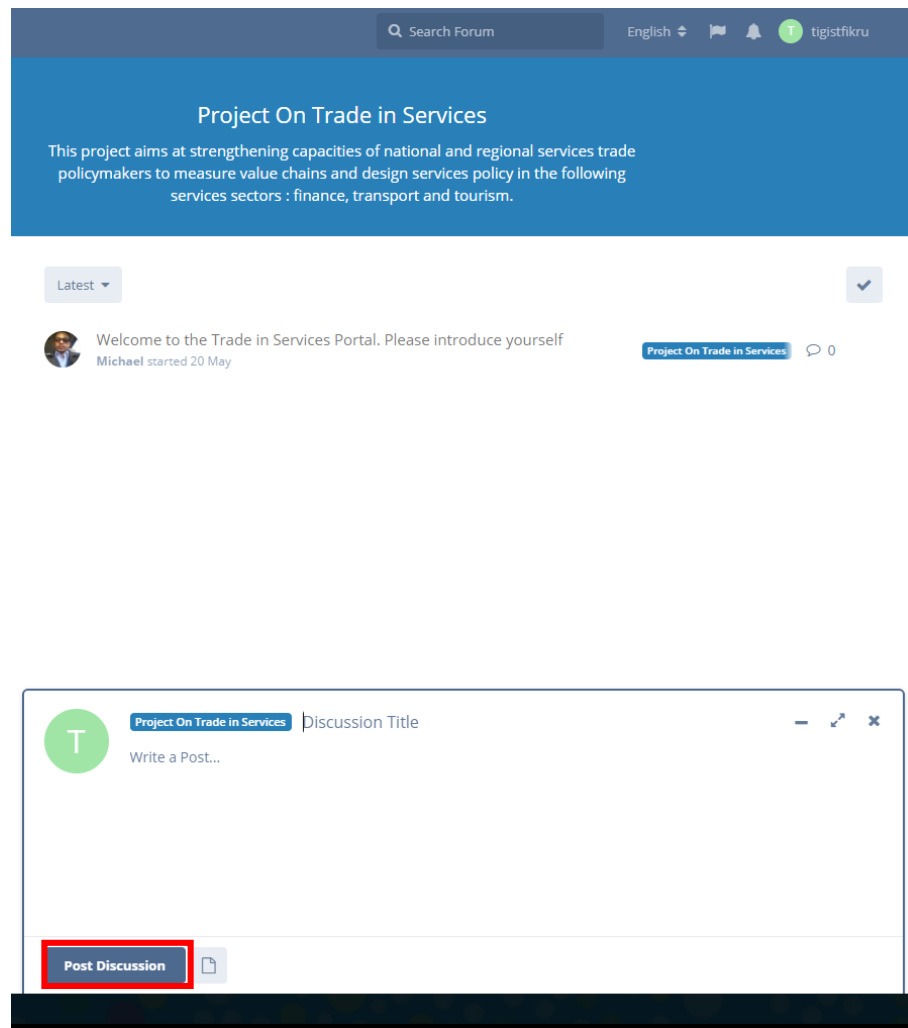 Search Forum
English
T
tigistfikru
Project On Trade in Services
This project aims at strengthening capacities of national and regional services trade
policymakers to measure value chains and design services policy in the following
services sectors : finance, transport and tourism.
Latest
Welcome to the Trade in Services Portal. Please introduce yourself
Michael started 20 May
Project On Trade in Services
0
T
Project On Trade in Services Discussion Title
Write a Post...
Post Discussion